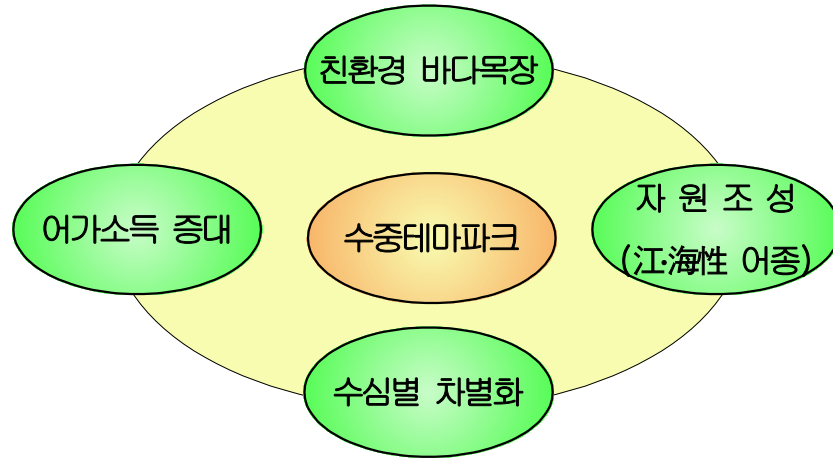 친환경 바다목장
어가소득 증대
수중테마파크
자 원 조 성
(江·海性 어종)
수심별 차별화